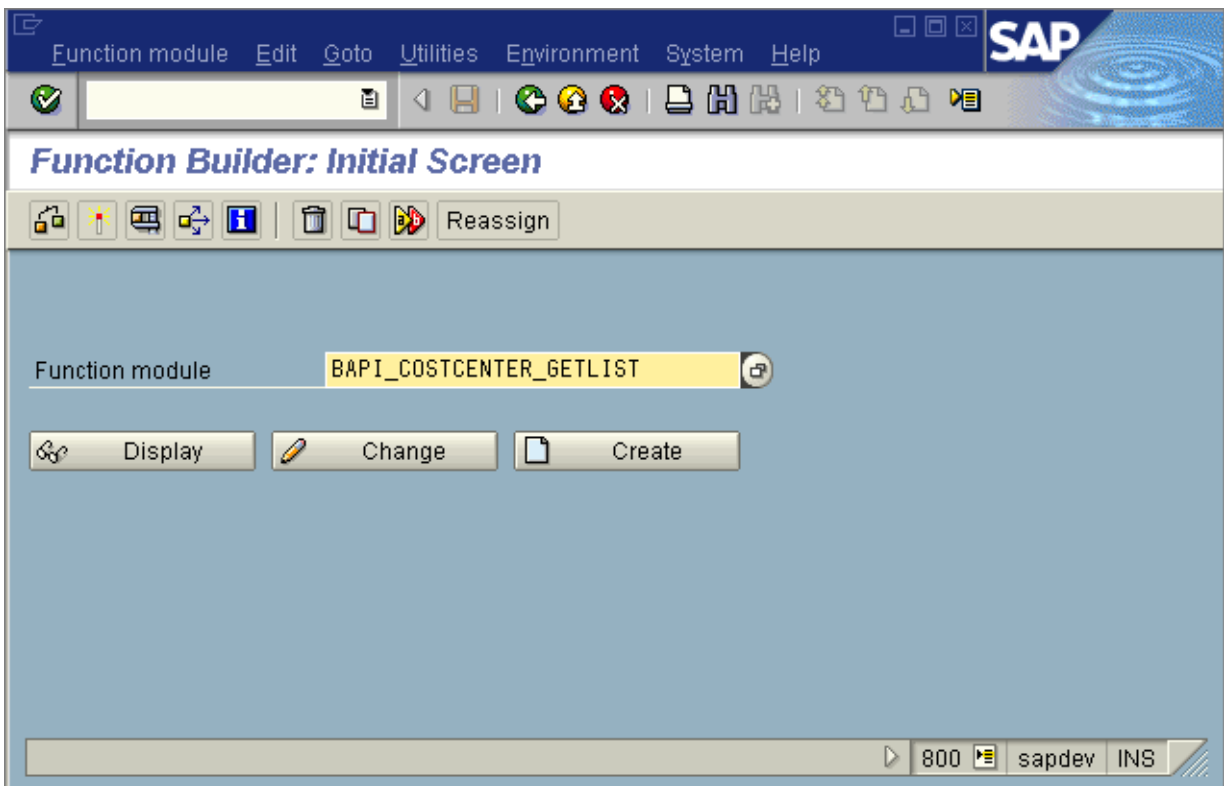 Function module Edit Goto Utilities Environment System Help
SAP
Function Builder: Initial Screen
Reassign
Function module BAPI_COSTCENTER_GETLIST
Display Change Create
800 sapdev INS